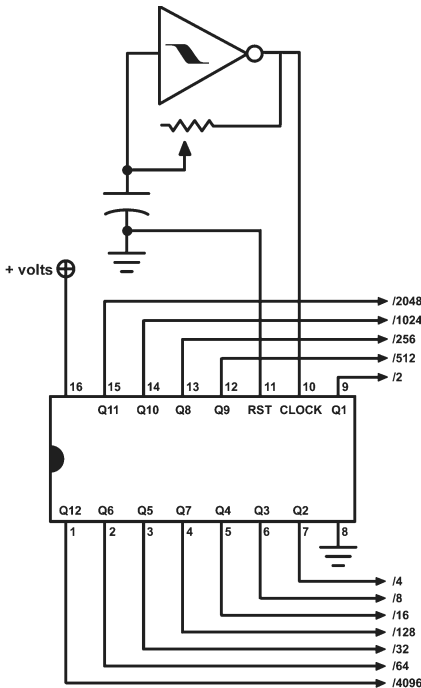 + volts
/2048
/1024
/256
/512
/2
16 15 14 13 12 11 10 9
Q11 Q10 Q8 Q9 RST CLOCK Q1
Q12 Q6 Q5 Q7 Q4 Q3 Q2
1 2 3 4 5 6 7 8
/4
/8
/16
/128
/32
/64
/4096